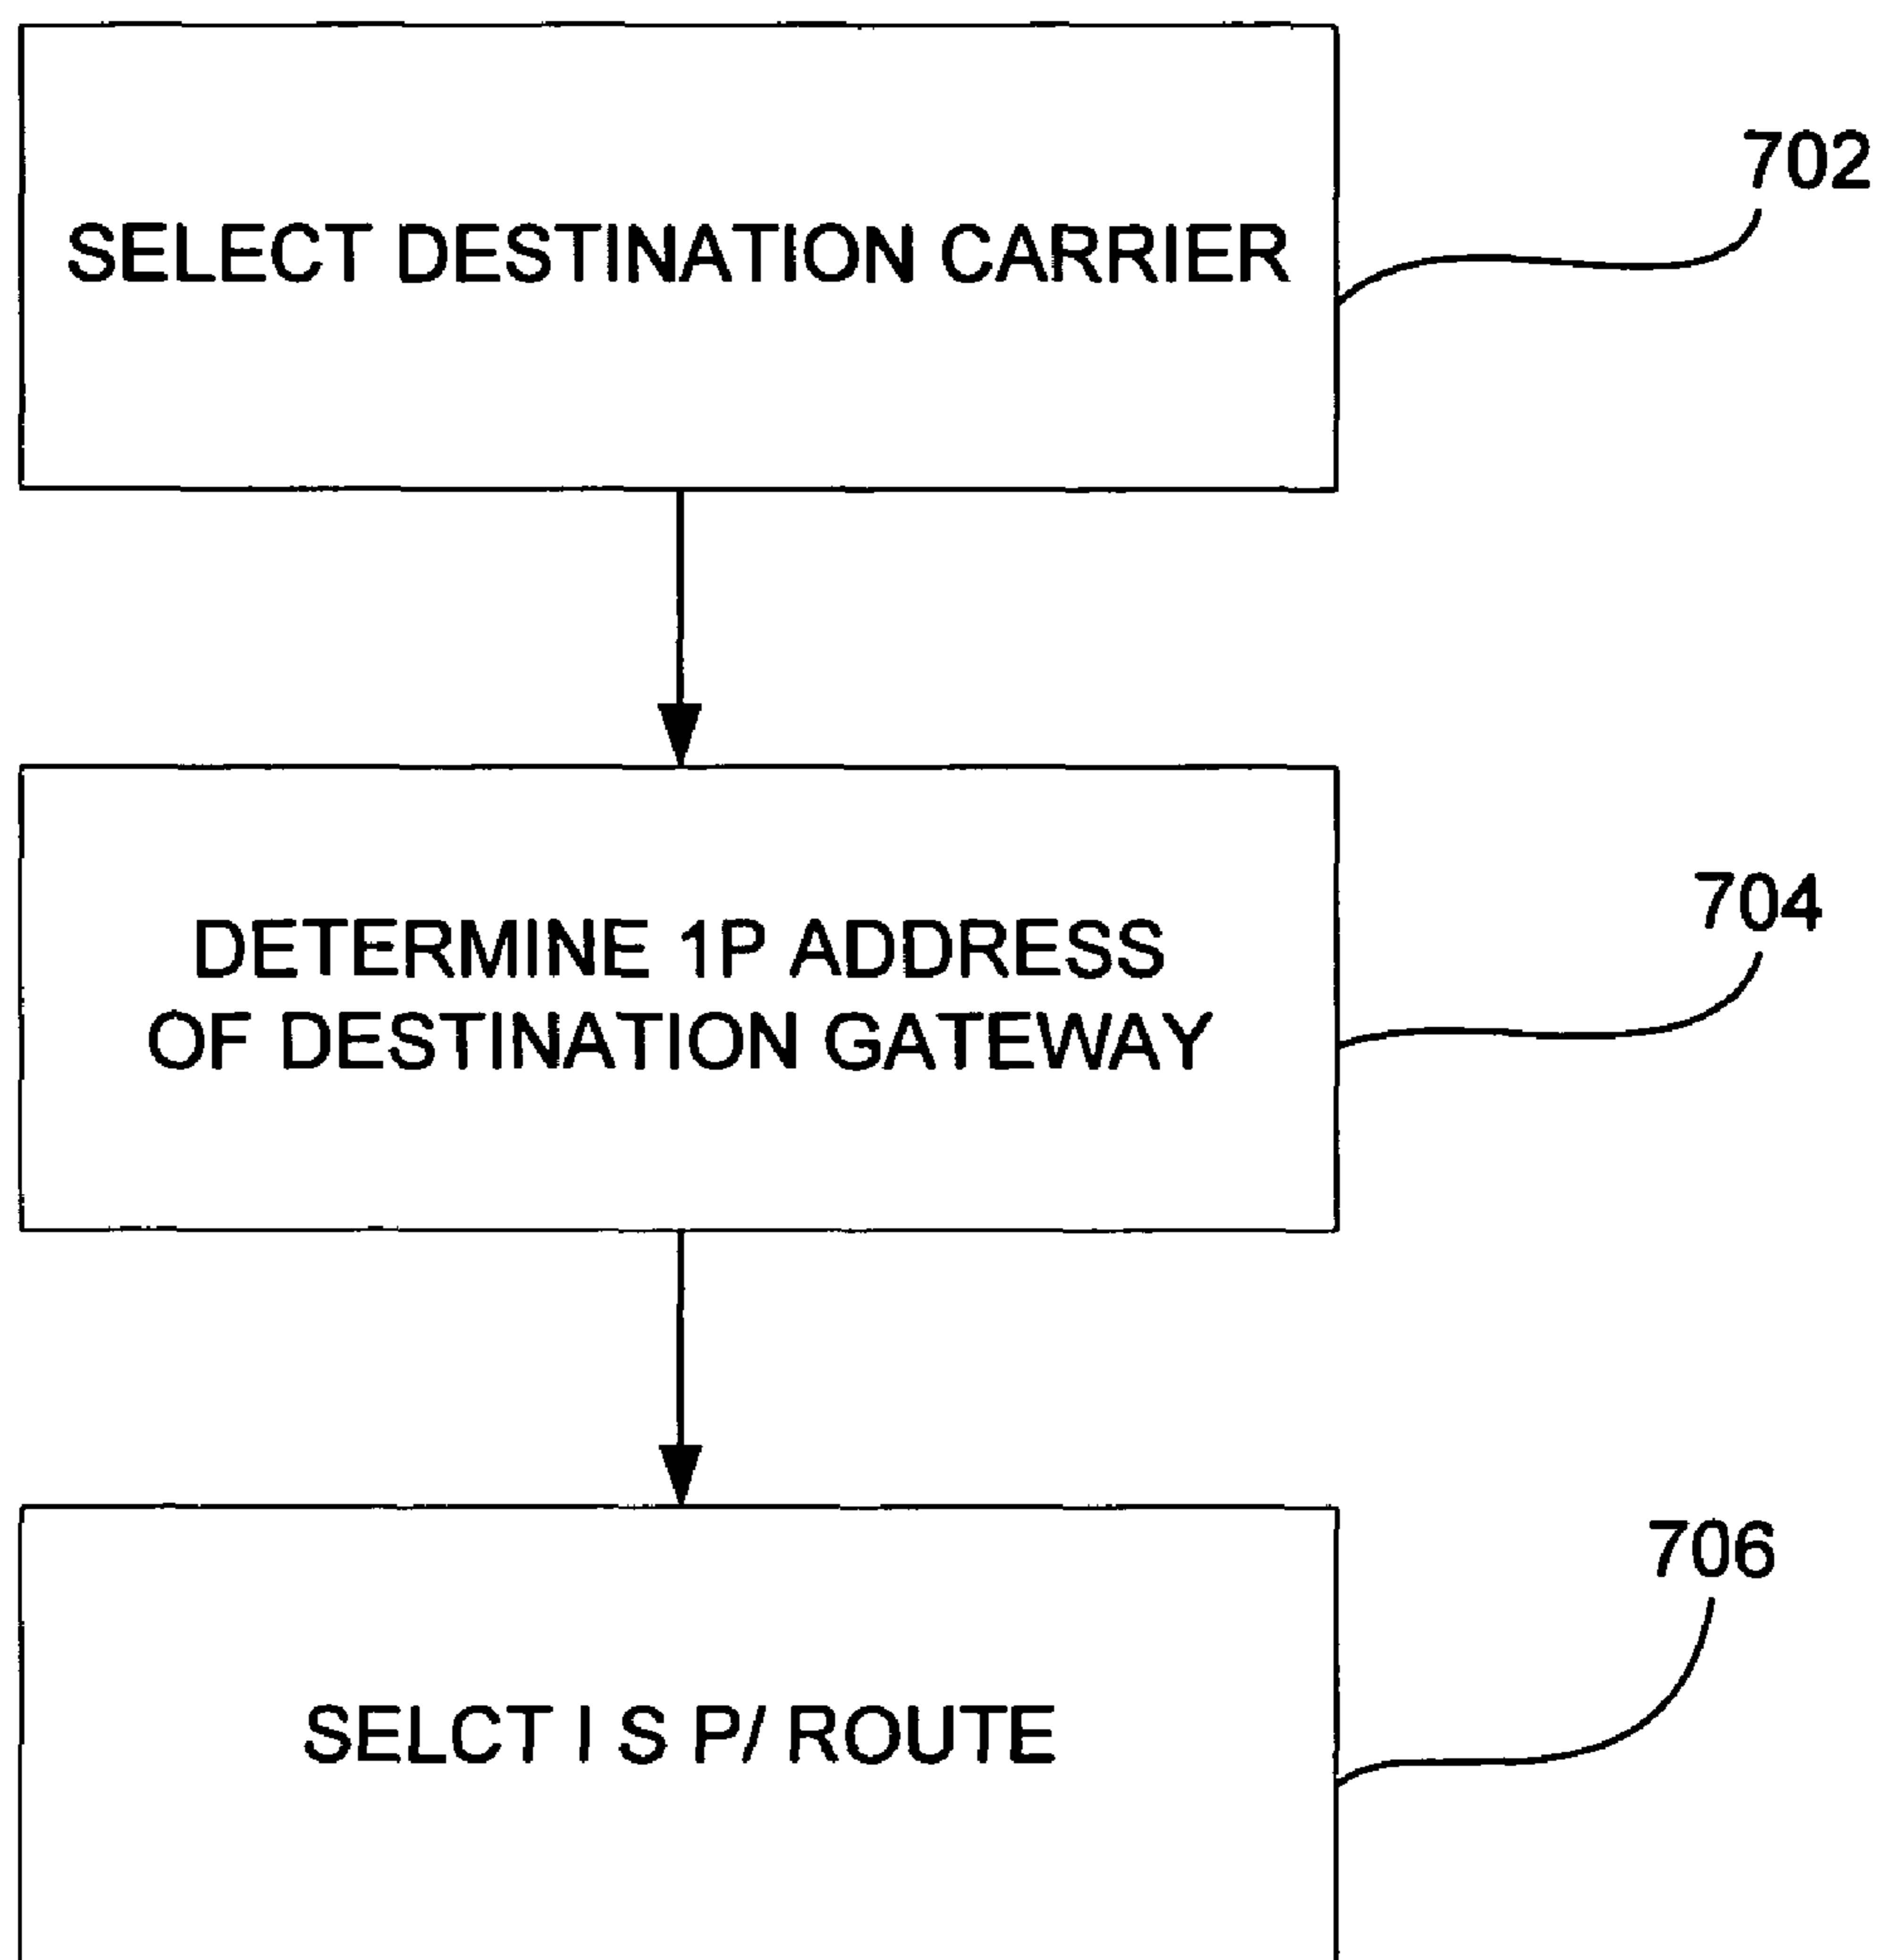 702
SELECT DESTINATION CARRIER
704
DETERMINE 1P ADDRESS
OF DESTINATION GATEWAY
706
SELCT I S P/ ROUTE